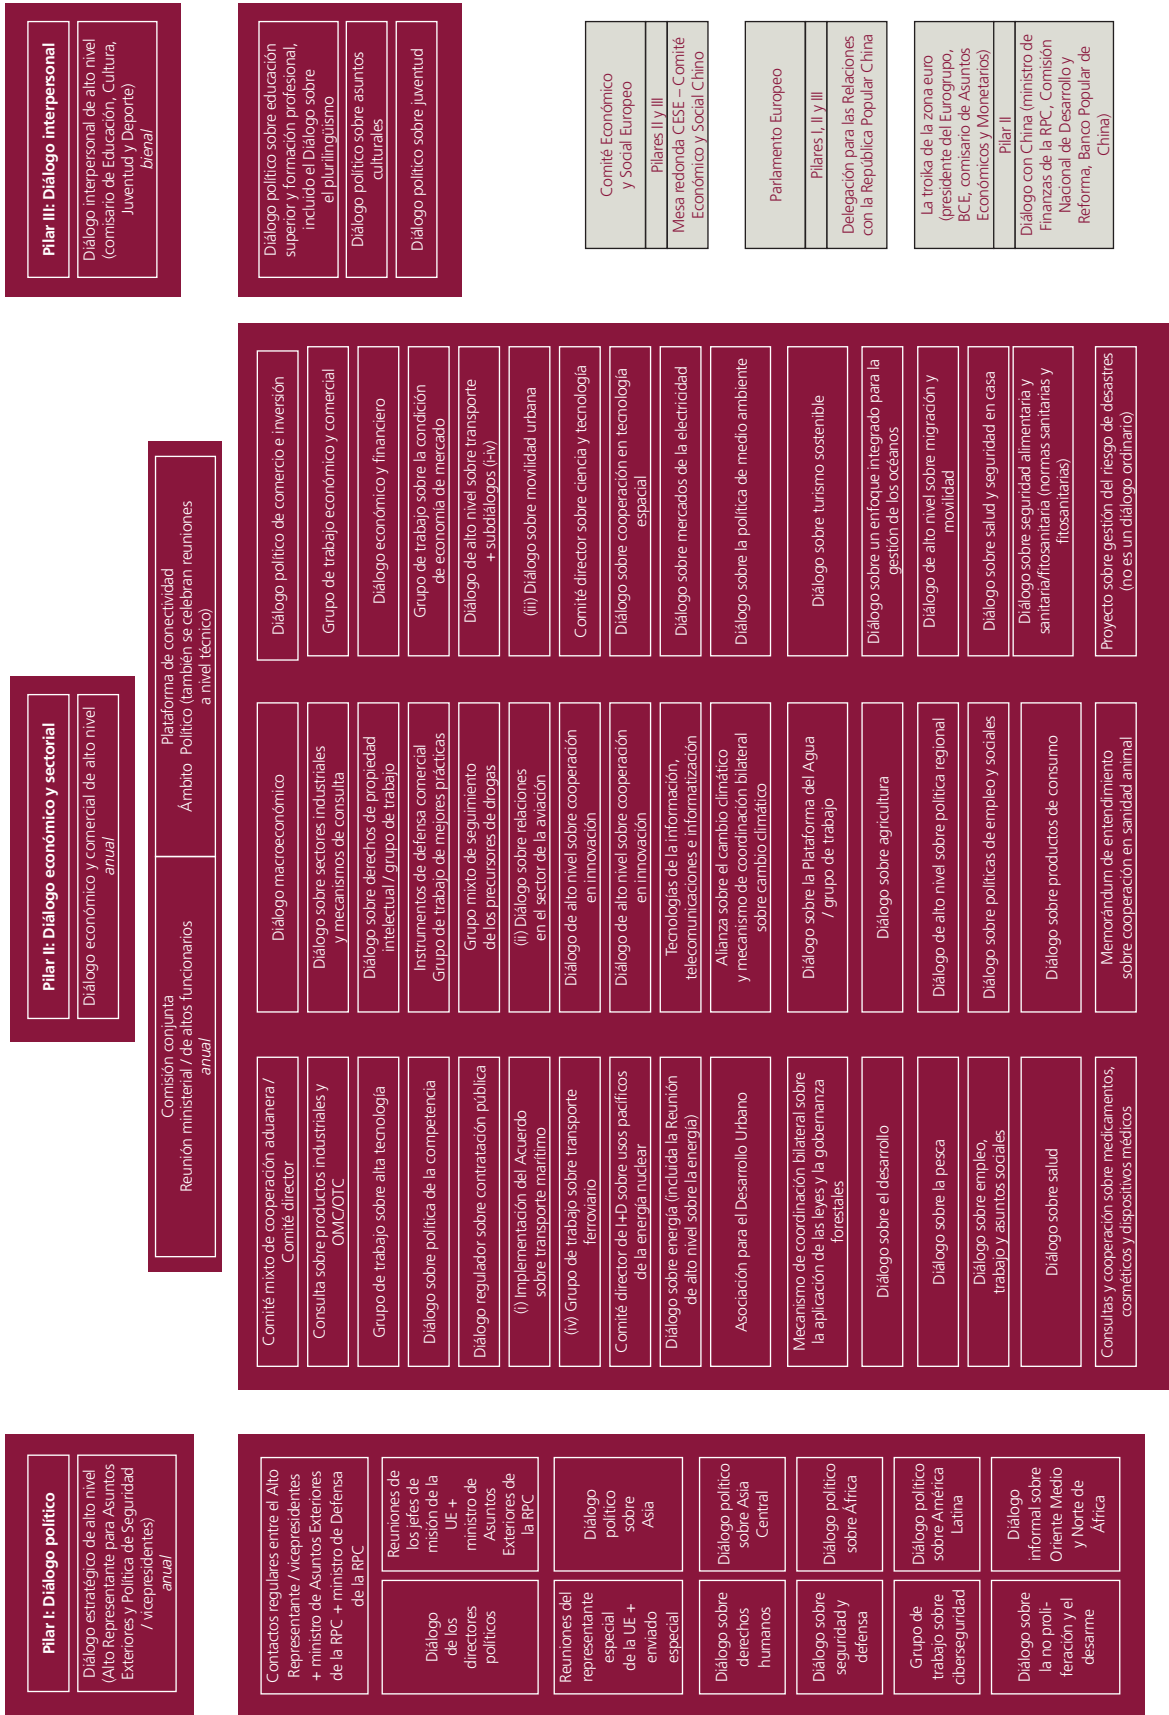 Pilar I: Diálogo político
Diálogo estratégico de alto nivel
(Alto Representante para Asuntos
Exteriores y Política de Seguridad
/ vicepresidentes)
anual
Contactos regulares entre el Alto
Representante / vicepresidentes
+ ministro de Asuntos Exteriores
de la RPC + ministro de Defensa
de la RPC
Diálogo
de los
directores
políticos
Reuniones de
los jefes de
misión de la
UE +
ministro de
Asuntos
Exteriores de
la RPC
Reuniones del
representante
especial
de la UE +
enviado
especial
Diálogo
político
sobre
Asia
Diálogo sobre
derechos
humanos
Diálogo político
sobre Asia
Central
Diálogo sobre
seguridad y
defensa
Diálogo político
sobre África
Grupo de
trabajo sobre
ciberseguridad
Diálogo político
sobre América
Latina
Diálogo sobre
la no proli-
feración y el
desarme
Diálogo
informal sobre
Oriente Medio
y Norte de
África
Pilar II: Diálogo económico y sectorial
Diálogo económico y comercial de alto nivel
anual
Comisión conjunta
Reunión ministerial / de altos funcionarios
anual
Plataforma de conectividad
Ámbito Político (también se celebran reuniones
a nivel técnico)
Comité mixto de cooperación aduanera /
Comité director
Diálogo macroeconómico
Diálogo político de comercio e inversión
Consulta sobre productos industriales y
OMC/OTC
Diálogo sobre sectores industriales
y mecanismos de consulta
Grupo de trabajo económico y comercial
Grupo de trabajo sobre alta tecnología
Diálogo sobre derechos de propiedad
intelectual / grupo de trabajo
Diálogo económico y financiero
Diálogo sobre política de la competencia
Instrumentos de defensa comercial
Grupo de trabajo de mejores prácticas
Grupo de trabajo sobre la condición
de economía de mercado
Diálogo regulador sobre contratación pública
Grupo mixto de seguimiento
de los precursores de drogas
Diálogo de alto nivel sobre transporte
+ subdiálogos (i-iv)
(i) Implementación del Acuerdo
sobre transporte marítimo
(ii) Diálogo sobre relaciones
en el sector de la aviación
(iii) Diálogo sobre movilidad urbana
(iv) Grupo de trabajo sobre transporte
ferroviario
Diálogo de alto nivel sobre cooperación
en innovación
Comité director sobre ciencia y tecnología
Comité director de I+D sobre usos pacíficos
de la energía nuclear
Diálogo de alto nivel sobre cooperación
en innovación
Diálogo sobre cooperación en tecnología
espacial
Diálogo sobre energía (incluida la Reunión
de alto nivel sobre la energía)
Tecnologías de la información,
telecomunicaciones e informatización
Diálogo sobre mercados de la electricidad
Asociación para el Desarrollo Urbano
Alianza sobre el cambio climático
y mecanismo de coordinación bilateral
sobre cambio climático
Diálogo sobre la política de medio ambiente
Mecanismo de coordinación bilateral sobre
la aplicación de las leyes y la gobernanza
forestales
Diálogo sobre la Plataforma del Agua
/ grupo de trabajo
Diálogo sobre turismo sostenible
Diálogo sobre el desarrollo
Diálogo sobre agricultura
Diálogo sobre un enfoque integrado para la
gestión de los océanos
Diálogo sobre la pesca
Diálogo de alto nivel sobre política regional
Diálogo de alto nivel sobre migración y
movilidad
Diálogo sobre empleo,
trabajo y asuntos sociales
Diálogo sobre políticas de empleo y sociales
Diálogo sobre salud y seguridad en casa
Diálogo sobre salud
Diálogo sobre productos de consumo
Diálogo sobre seguridad alimentaria y
sanitaria/fitosanitaria (normas sanitarias y
fitosanitarias)
Consultas y cooperación sobre medicamentos,
cosméticos y dispositivos médicos
Memorándum de entendimiento
sobre cooperación en sanidad animal
Proyecto sobre gestión del riesgo de desastres
(no es un diálogo ordinario)
Pilar III: Diálogo interpersonal
Diálogo interpersonal de alto nivel
(comisario de Educación, Cultura,
Juventud y Deporte)
bienal
Diálogo político sobre educación
superior y formación profesional,
incluido el Diálogo sobre
el plurilingüismo
Diálogo político sobre asuntos
culturales
Diálogo político sobre juventud
Comité Económico
y Social Europeo
Pilares II y III
Mesa redonda CESE – Comité
Económico y Social Chino
Parlamento Europeo
Pilares I, II y III
Delegación para las Relaciones
con la República Popular China
La troika de la zona euro
(presidente del Eurogrupo,
BCE, comisario de Asuntos
Económicos y Monetarios)
Pilar II
Diálogo con China (ministro de
Finanzas de la RPC, Comisión
Nacional de Desarrollo y
Reforma, Banco Popular de
China)